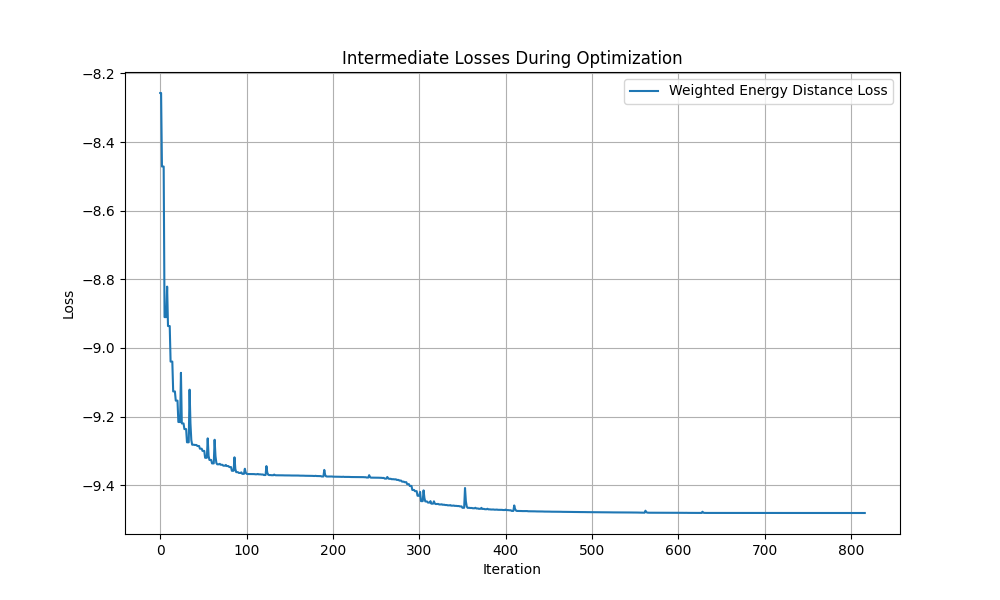 Intermediate Losses During Optimization
Weighted Energy Distance Loss
−8.2
−8.4
−8.6
−8.8
−9.0
−9.2
−9.4
Loss
0 100 200 300 400 500 600 700 800
Iteration